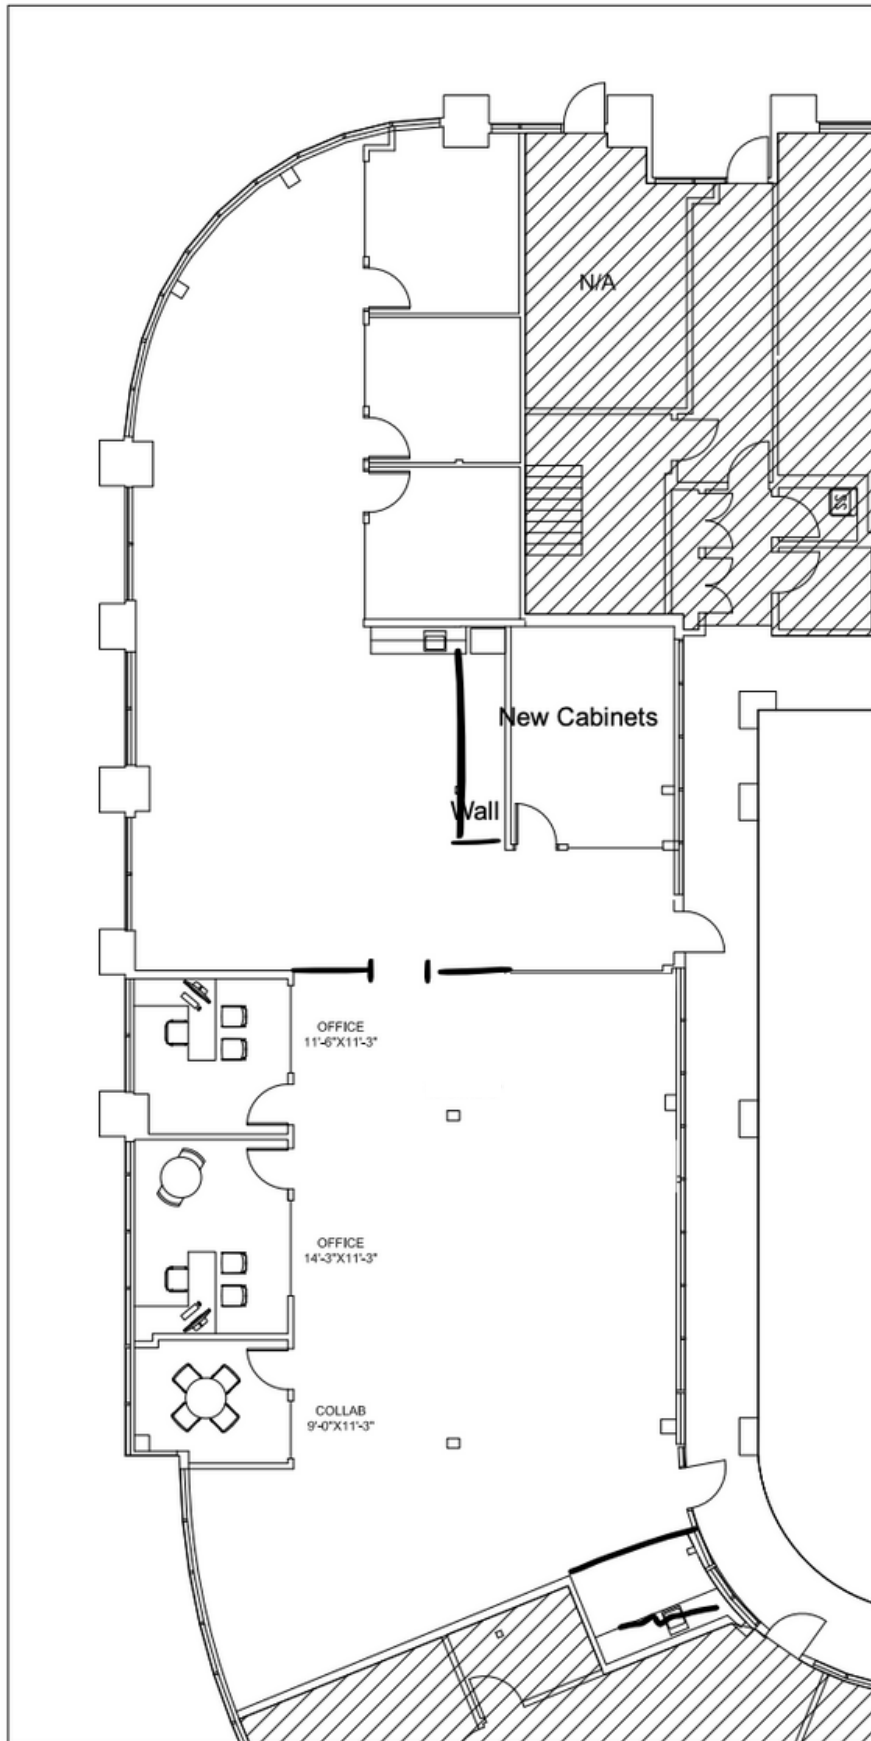 N/A
New Cabinets
Wall
OFFICE
11'-6"X11'-3"
OFFICE
14'-3"X11'-3"
COLLAB
9'-0"X11'-3"